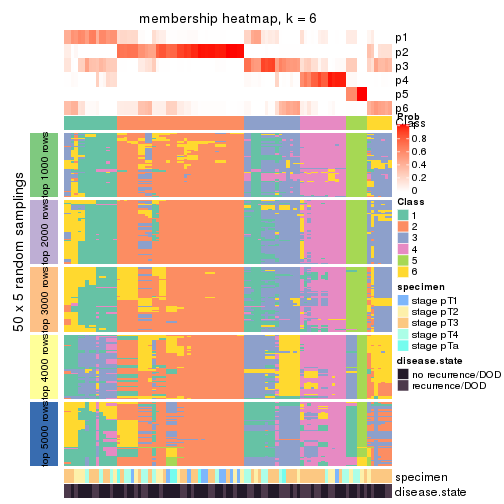 membership heatmap, k = 6
p1
p2
p3
p4
p5
p6
Class
Prob
1
0.8
0.6
0.4
0.2
0
Class
1
2
3
4
5
6
specimen
stage pT1
stage pT2
stage pT3
stage pT4
stage pTa
disease.state
no recurrence/DOD
recurrence/DOD
50 x 5 random samplings
top 1000 rows
top 2000 rows
top 3000 rows
top 4000 rows
top 5000 rows
specimen
disease.state